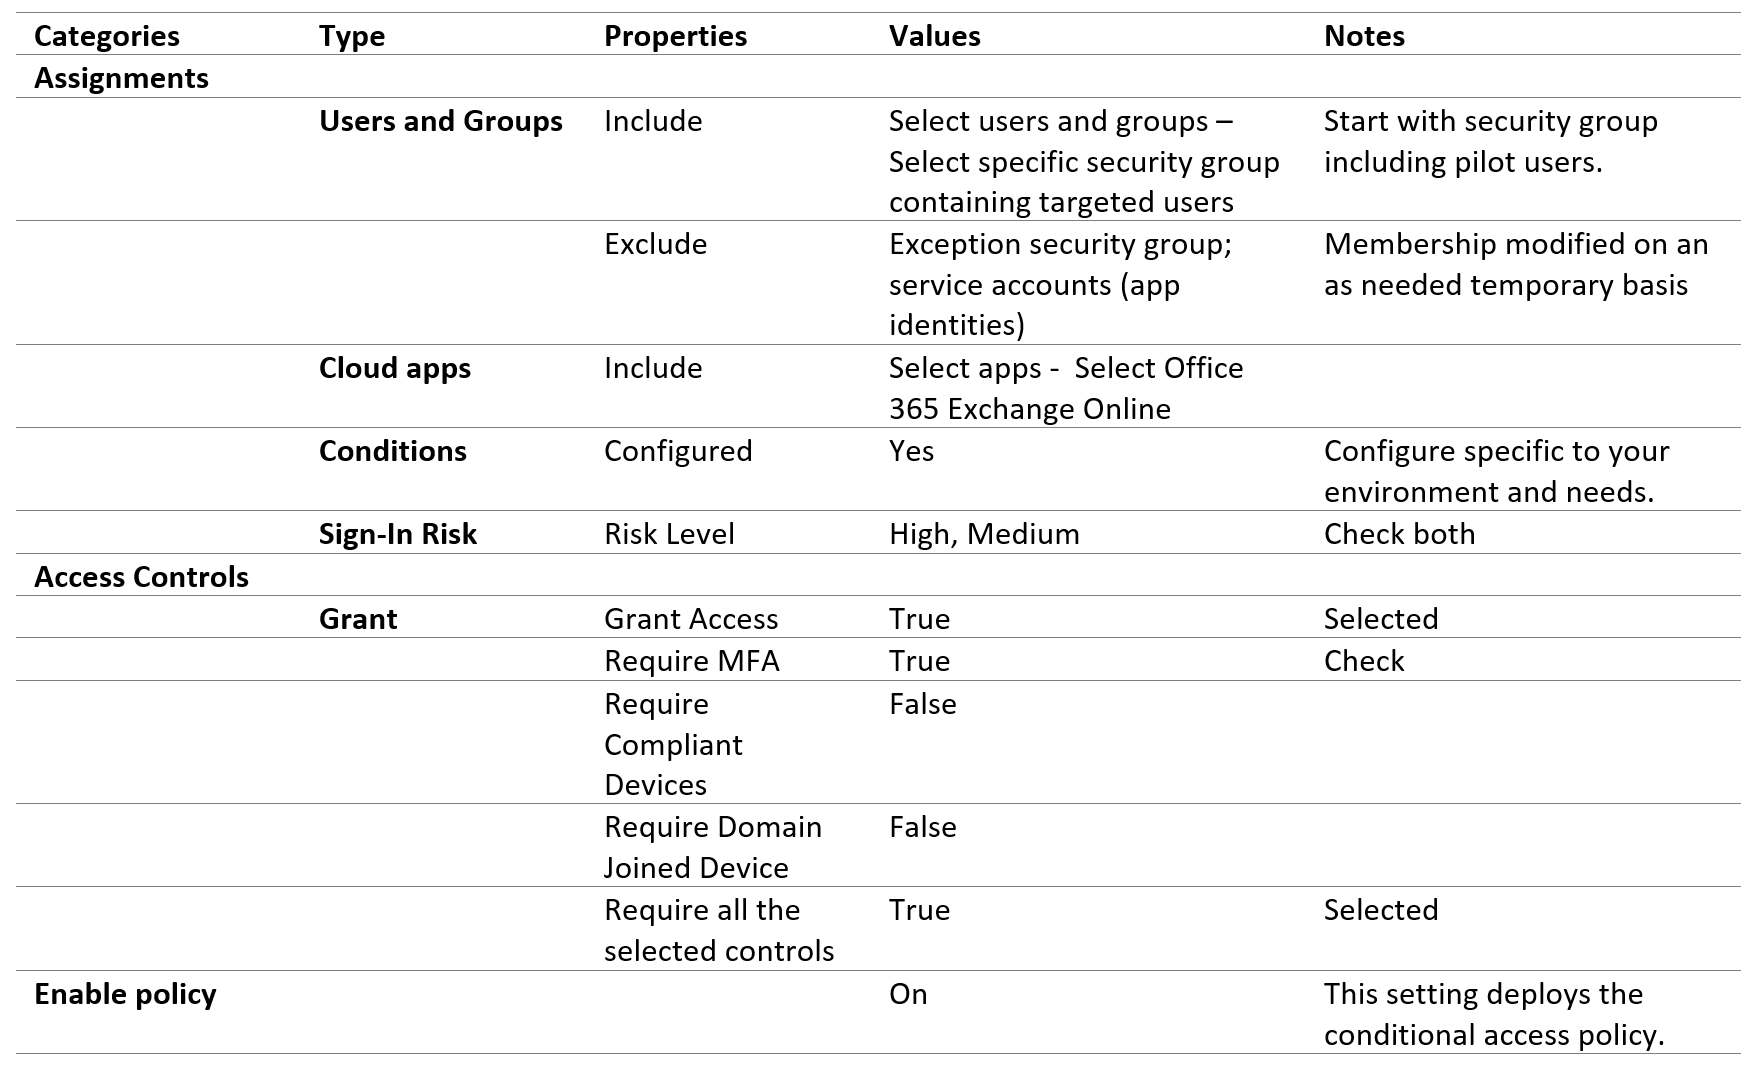 Categories Type Properties Values Notes
Assignments
Users and Groups Include Select users and groups – Start with security group
Select specific security group including pilot users.
containing targeted users
Exclude Exception security group; Membership modified on an
service accounts (app as needed temporary basis
identities)
Cloud apps Include Select apps -  Select Office
365 Exchange Online
Conditions Configured Yes Configure specific to your
environment and needs.
Sign-In Risk Risk Level High, Medium Check both
Access Controls
Grant Grant Access True Selected
Require MFA True Check
Require False
Compliant
Devices
Require Domain False
Joined Device
Require all the True Selected
selected controls
Enable policy On This setting deploys the
conditional access policy.